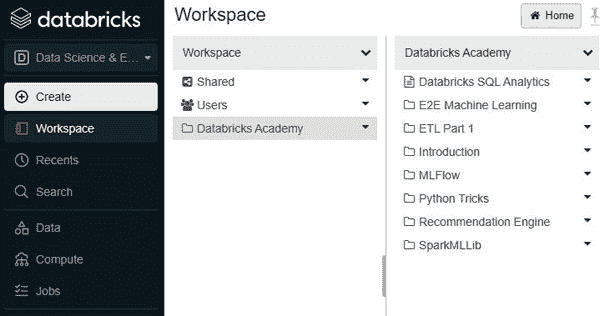 databricks
D Data Science & E...
Create
Workspace
Recents
Search
Data
Compute
Jobs
Workspace
Home
Workspace
Shared
Users
Databricks Academy
Databricks Academy
Databricks SQL Analytics
E2E Machine Learning
ETL Part 1
Introduction
MLFlow
Python Tricks
Recommendation Engine
SparkMLLib